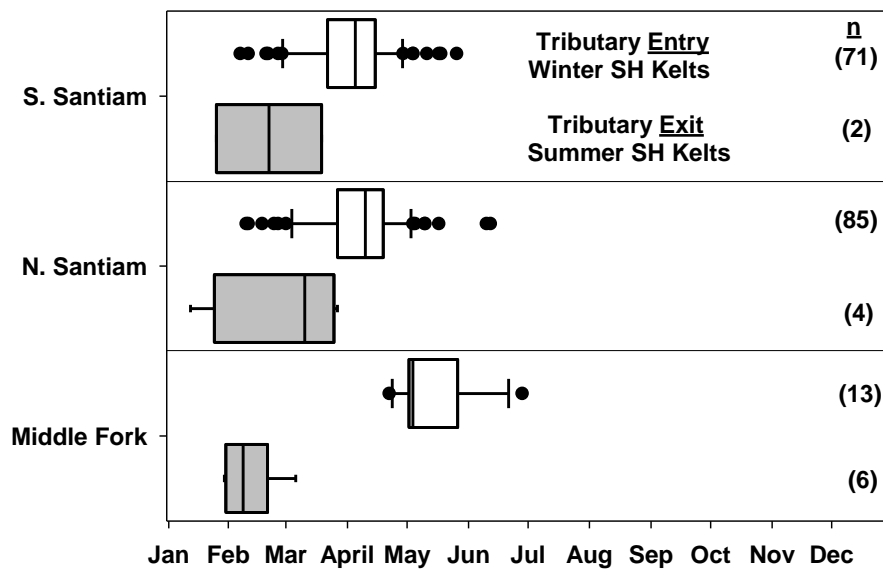 n
Tributary Entry
Winter SH Kelts
(71)
S. Santiam
Tributary Exit
Summer SH Kelts
(2)
(85)
N. Santiam
(4)
(13)
Middle Fork
(6)
Jan Feb Mar April May Jun Jul Aug Sep Oct Nov Dec